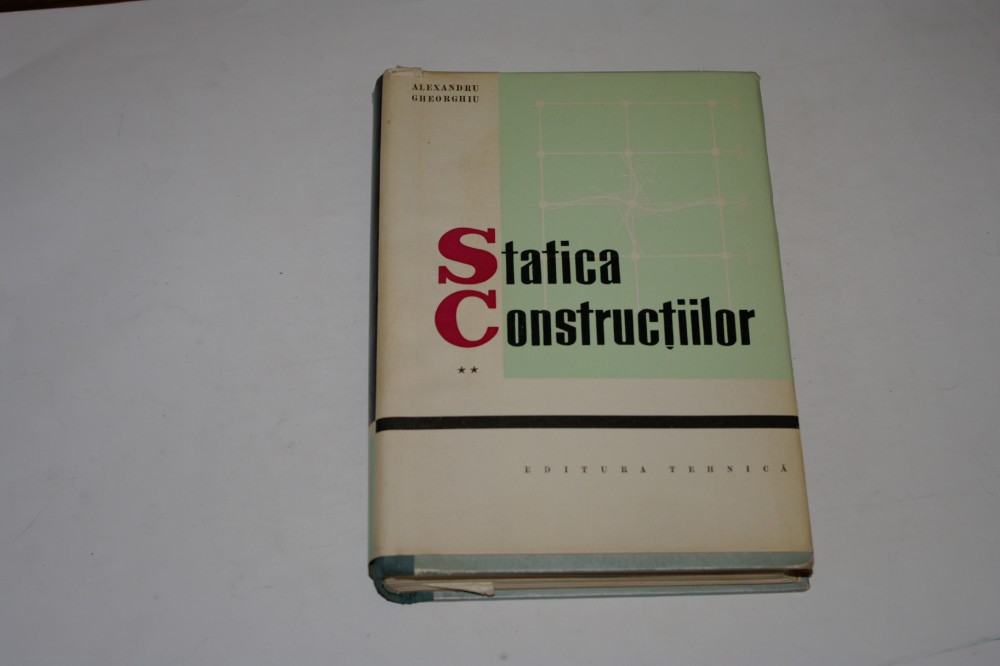 ALEXANDRU
GHEORGHIU
Statica
Construcțiilor
**
EDITURA TEHNICĂ